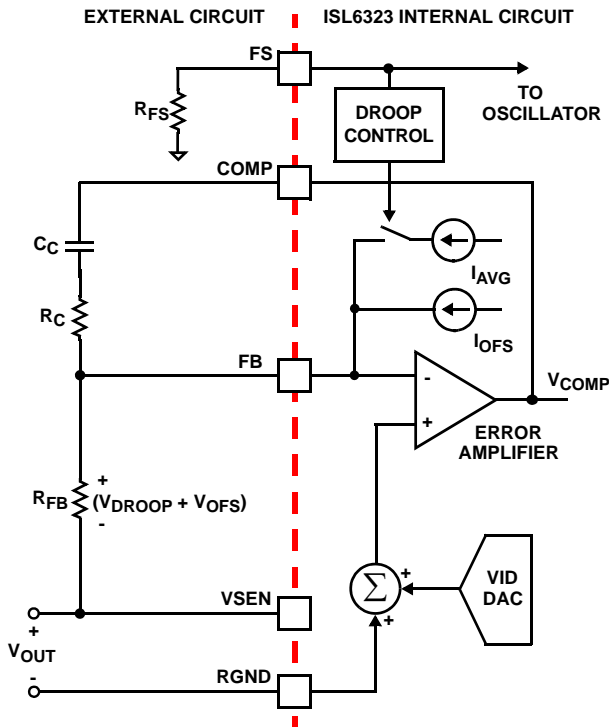 EXTERNAL CIRCUIT
ISL6323 INTERNAL CIRCUIT
FS
TO
OSCILLATOR
RFS
DROOP
CONTROL
COMP
CC
IAVG
RC
IOFS
FB
-
+
VCOMP
ERROR
AMPLIFIER
RFB
+
(VDROOP + VOFS)
-
Σ
+
+
VID
DAC
VSEN
+
VOUT
-
RGND